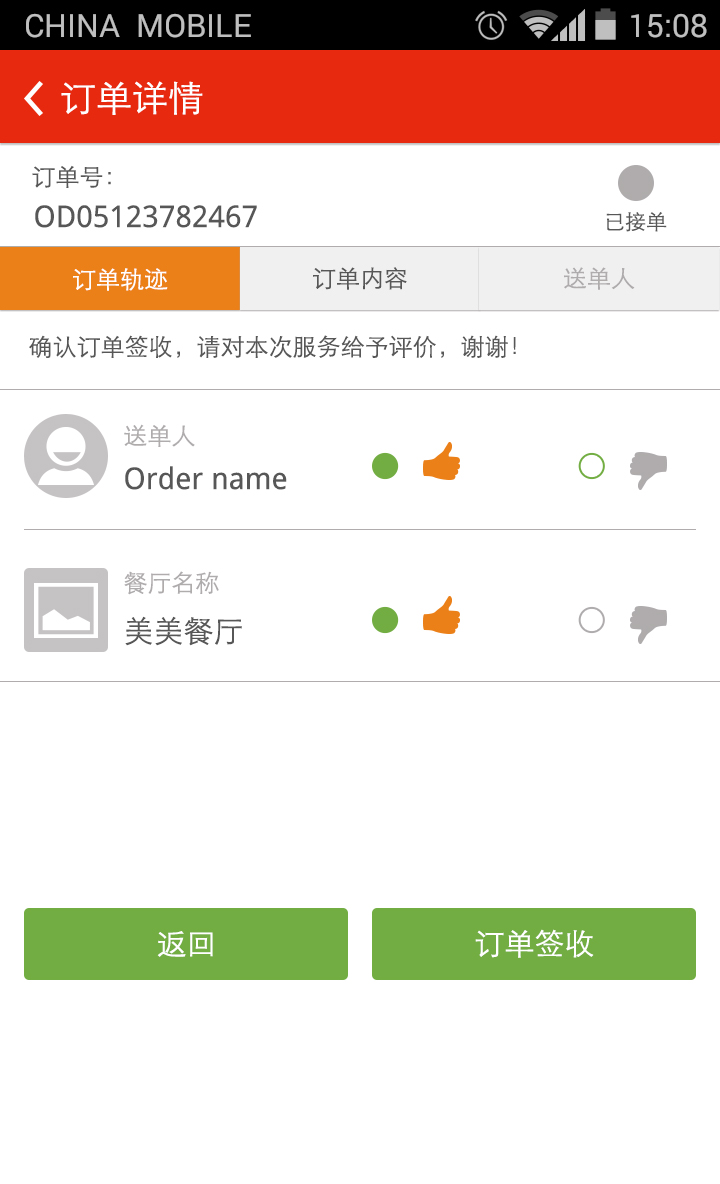 CHINA MOBILE 15:08
订单详情
订单号:
OD05123782467
已接单
订单轨迹 订单内容 送单人
确认订单签收，请对本次服务给予评价，谢谢！
送单人
Order name
餐厅名称
美美餐厅
返回 订单签收